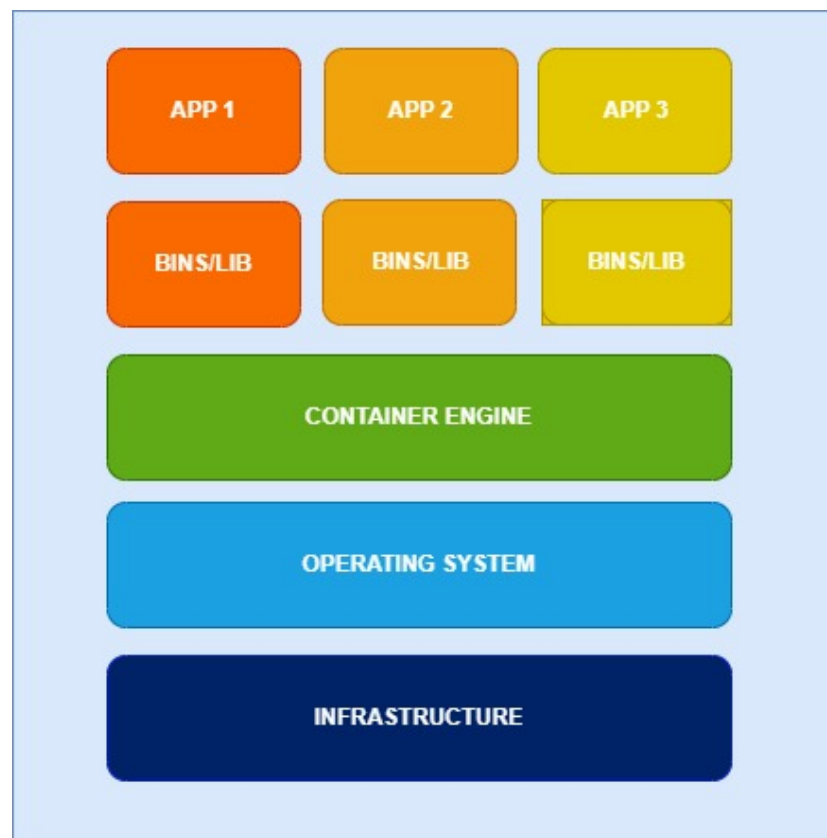 APP 1
APP 2
APP 3
BINS/LIB
BINS/LIB
BINS/LIB
CONTAINER ENGINE
OPERATING SYSTEM
INFRASTRUCTURE